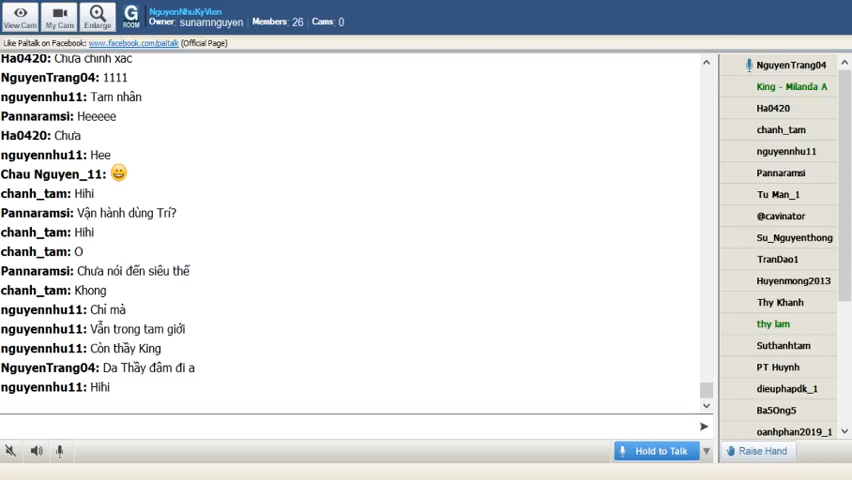 NguyenNhuKyVien
Owner: sunamnguyen Members: 26 Cams: 0
View Cam
My Cam
Enlarge
G
ROOM
Like Paltalk on Facebook: www.facebook.com/paltalk (Official Page)
Ha0420: Chưa chính xác
NguyenTrang04: 1111
nguyennhu11: Tam nhân
Pannaramsi: Heeeee
Ha0420: Chưa
nguyennhu11: Hee
Chau Nguyen_11: 😀
chanh_tam: Hihi
Pannaramsi: Vận hành dùng Trí?
chanh_tam: Hihi
chanh_tam: O
Pannaramsi: Chưa nói đến siêu thế
chanh_tam: Khong
nguyennhu11: Chỉ mà
nguyennhu11: Vẫn trong tam giới
nguyennhu11: Còn thầy King
NguyenTrang04: Da Thầy đâm đi a
nguyennhu11: Hihi
Hold to Talk
NguyenTrang04
King - Milanda A
Ha0420
chanh_tam
nguyennhu11
Pannaramsi
Tu Man_1
@cavinator
Su_Nguyenthong
TranDao1
Huyenmong2013
Thy Khanh
thy lam
Suthanhtam
PT Huynh
dieuphapdk_1
Ba5Ong5
oanhphan2019_1
Raise Hand